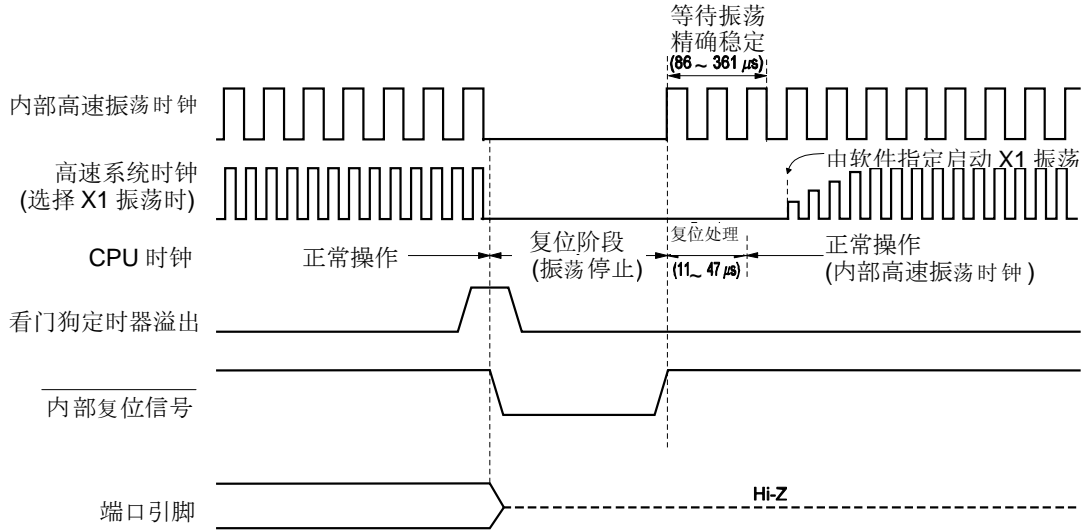 等待振荡
精确稳定
(86～361 μs)
内部高速振荡时钟
高速系统时钟
(选择 X1 振荡时)
由软件指定启动 X1 振荡
CPU 时钟
正常操作
复位阶段
(振荡停止)
复位处理
(11～47 μs)
正常操作
(内部高速振荡时钟)
看门狗定时器溢出
内部复位信号
端口引脚
Hi-Z